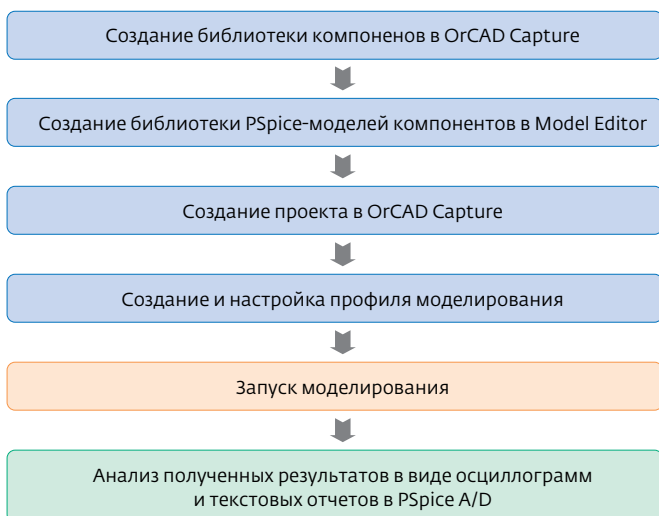 Создание библиотеки компоненов в OrCAD Capture
Создание библиотеки PSpice-моделей компонентов в Model Editor
Создание проекта в OrCAD Capture
Создание и настройка профиля моделирования
Запуск моделирования
Анализ полученных результатов в виде осциллограмм
и текстовых отчетов в PSpice A/D